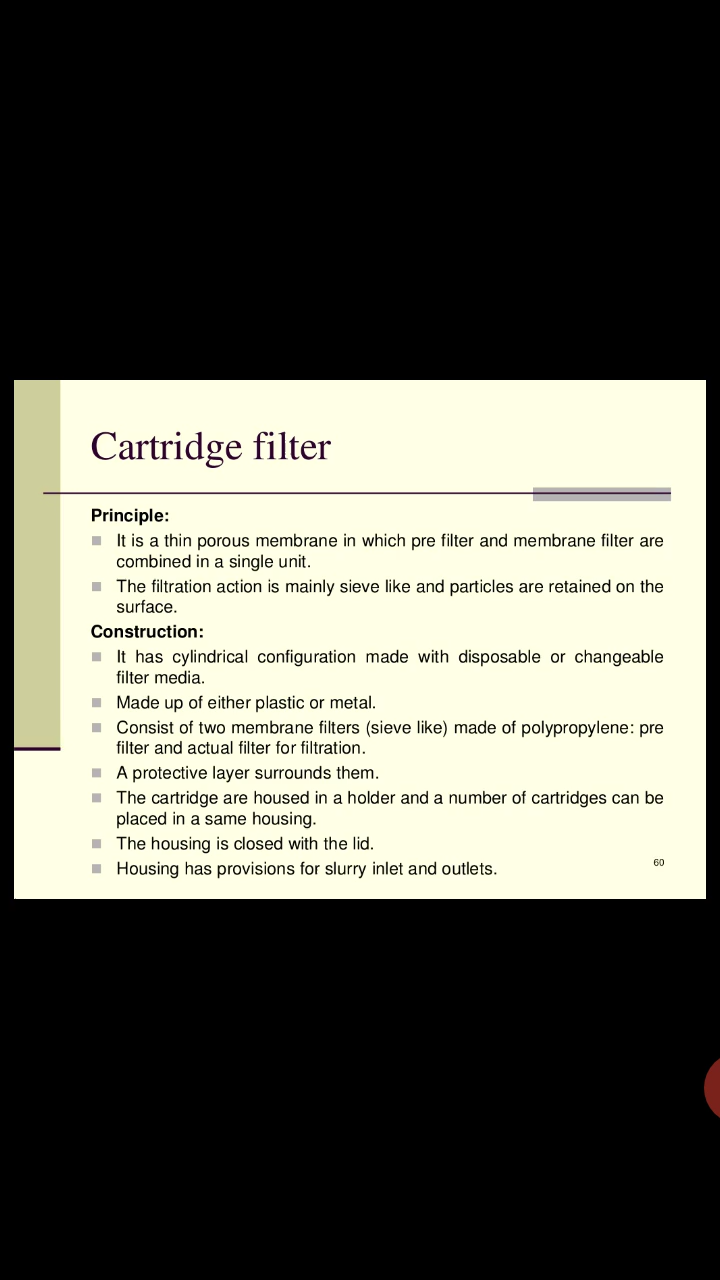 Cartridge filter
Principle:
It is a thin porous membrane in which pre filter and membrane filter are
combined in a single unit.
The filtration action is mainly sieve like and particles are retained on the
surface.
Construction:
It has cylindrical configuration made with disposable or changeable
filter media.
Made up of either plastic or metal.
Consist of two membrane filters (sieve like) made of polypropylene: pre
filter and actual filter for filtration.
A protective layer surrounds them.
The cartridge are housed in a holder and a number of cartridges can be
placed in a same housing.
The housing is closed with the lid.
Housing has provisions for slurry inlet and outlets.
60